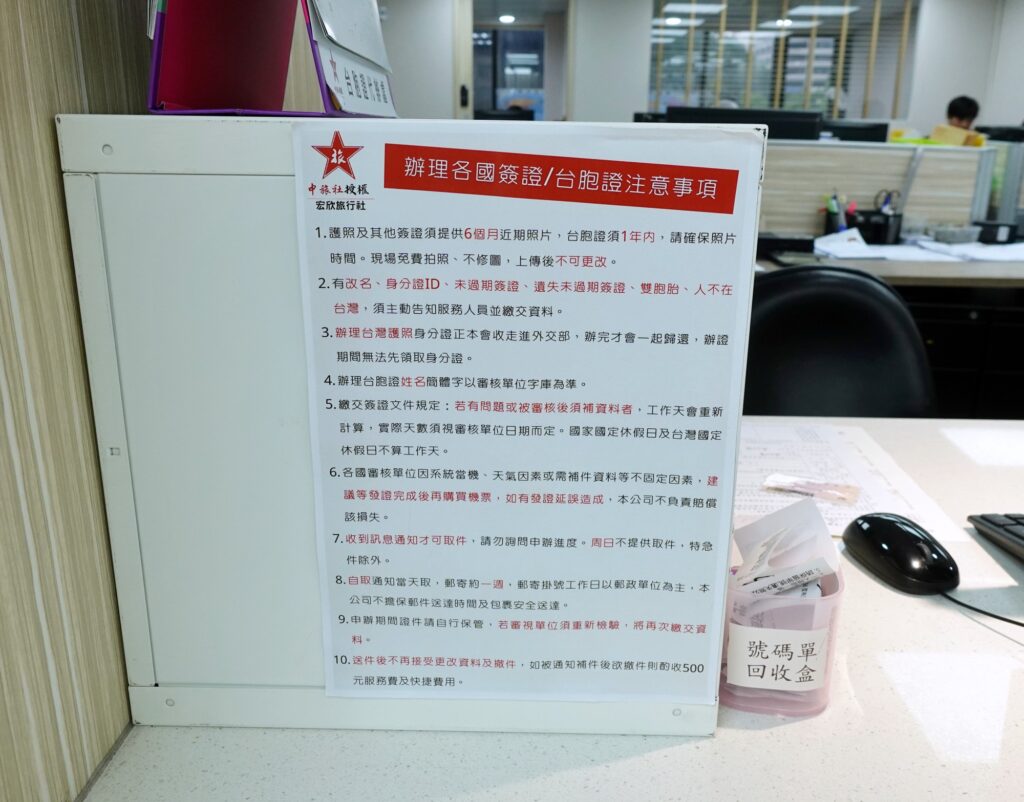 旅
中旅社授權
宏欣旅行社
辦理各國簽證/台胞證注意事項
1.護照及其他簽證須提供6個月近期照片，台胞證須1年內，請確保照片
時間。現場免費拍照、不修圖，上傳後不可更改。
2.有改名、身分證ID、未過期簽證、遺失未過期簽證、雙胞胎、人不在
台灣，須主動告知服務人員並繳交資料。
3.辦理台灣護照身分證正本會收走進外交部，辦完才會一起歸還，辦證
期間無法先領取身分證。
4.辦理台胞證姓名簡體字以審核單位字庫為準。
5.繳交簽證文件規定：若有問題或被審核後須補資料者，工作天會重新
計算，實際天數須視審核單位日期而定。國家國定休假日及台灣國定
休假日不算工作天。
6.各國審核單位因系統當機、天氣因素或需補件資料等不固定因素，建
議等發證完成後再購買機票，如有發證延誤造成，本公司不負責賠償
該損失。
7.收到訊息通知才可取件，請勿詢問申辦進度。周日不提供取件，特急
件除外。
8.自取通知當天取，郵寄約一週，郵寄掛號工作日以郵政單位為主，本
公司不擔保郵件送達時間及包裹安全送達。
9.申辦期間證件請自行保管，若審視單位須重新檢驗，將再次繳交資
料。
10.送件後不再接受更改資料及撤件，如被通知補件後欲撤件則酌收500
元服務費及快捷費用。
號碼單
回收盒